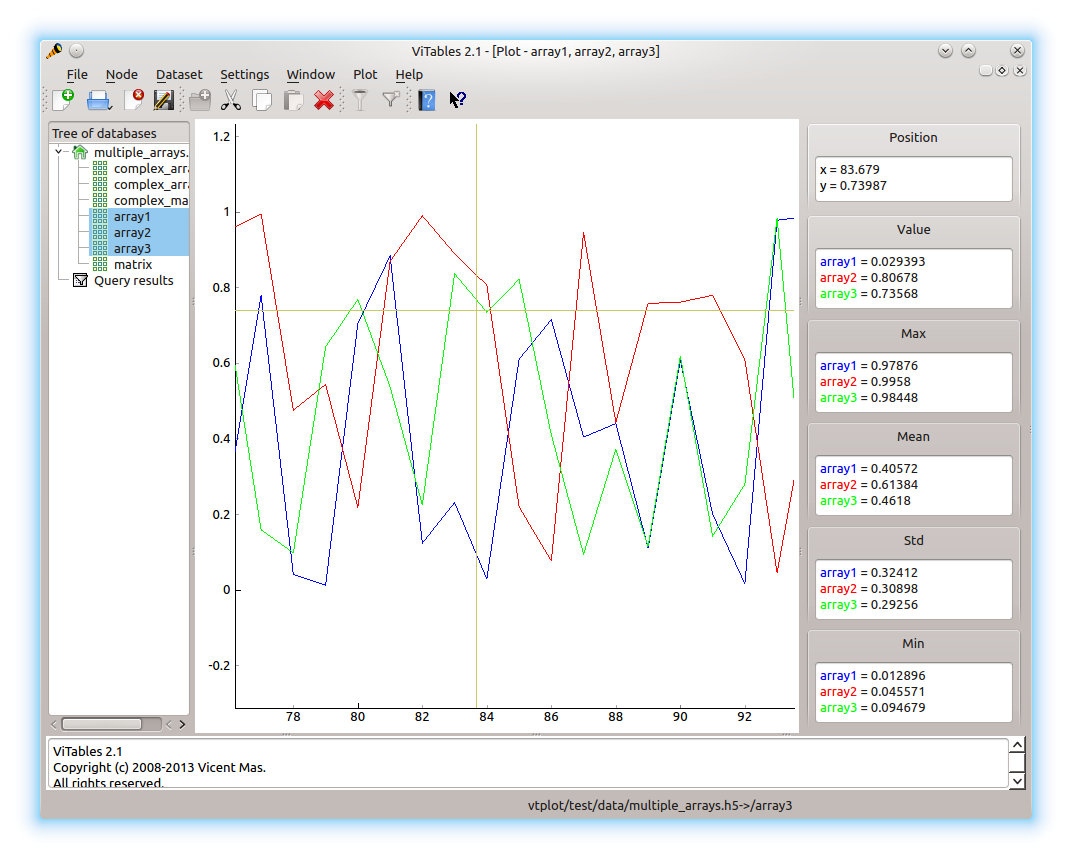 ViTables 2.1 - [Plot - array1, array2, array3]
File Node Dataset Settings Window Plot Help
Tree of databases
multiple_arrays.
complex_arra
complex_arra
complex_ma
array1
array2
array3
matrix
Query results
1.2
1
0.8
0.6
0.4
0.2
0
-0.2
78 80 82 84 86 88 90 92
Position
x = 83.679
y = 0.73987
Value
array1 = 0.029393
array2 = 0.80678
array3 = 0.73568
Max
array1 = 0.97876
array2 = 0.9958
array3 = 0.98448
Mean
array1 = 0.40572
array2 = 0.61384
array3 = 0.4618
Std
array1 = 0.32412
array2 = 0.30898
array3 = 0.29256
Min
array1 = 0.012896
array2 = 0.045571
array3 = 0.094679
ViTables 2.1
Copyright (c) 2008-2013 Vicent Mas.
All rights reserved.
vtplot/test/data/multiple_arrays.h5->/array3